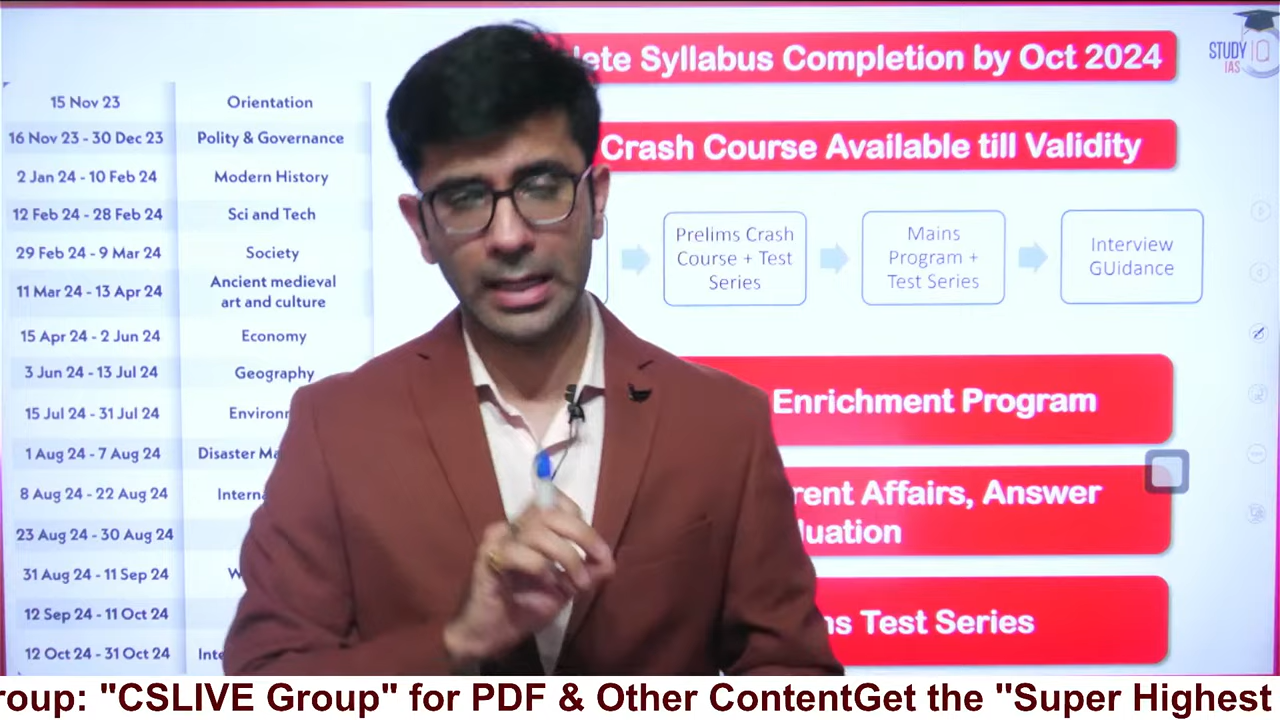 lete Syllabus Completion by Oct 2024
STUDY IQ
IAS
15 Nov 23 Orientation
16 Nov 23 - 30 Dec 23 Polity & Governance
Crash Course Available till Validity
2 Jan 24 - 10 Feb 24 Modern History
12 Feb 24 - 28 Feb 24 Sci and Tech
29 Feb 24 - 9 Mar 24 Society
11 Mar 24 - 13 Apr 24 Ancient medieval
art and culture
Prelims Crash
Course + Test
Series
Mains
Program +
Test Series
Interview
GUidance
15 Apr 24 - 2 Jun 24 Economy
3 Jun 24 - 13 Jul 24 Geography
15 Jul 24 - 31 Jul 24 Environ
Enrichment Program
1 Aug 24 - 7 Aug 24 Disaster Ma
8 Aug 24 - 22 Aug 24 Interna
rent Affairs, Answer
luation
23 Aug 24 - 30 Aug 24
31 Aug 24 - 11 Sep 24 W
12 Sep 24 - 11 Oct 24
ns Test Series
12 Oct 24 - 31 Oct 24 Inte
roup: "CSLIVE Group" for PDF & Other ContentGet the "Super Highest